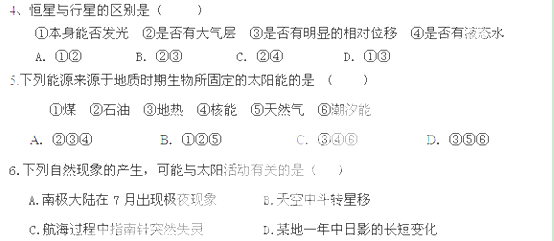 4、恒星与行星的区别是（ ）
①本身能否发光 ②是否有大气层 ③是否有明显的相对位移 ④是否有液态水
A. ①② B. ②③ C. ②④ D. ①③
5.下列能源来源于地质时期生物所固定的太阳能的是 （ ）
①煤 ②石油 ③地热 ④核能 ⑤天然气 ⑥潮汐能
A. ②③④ B. ①②⑤ C. ③④⑥ D. ③⑤⑥
6.下列自然现象的产生，可能与太阳活动有关的是（ ）
A.南极大陆在 7 月出现极夜现象 B.天空中斗转星移
C.航海过程中指南针突然失灵 D.某地一年中日影的长短变化